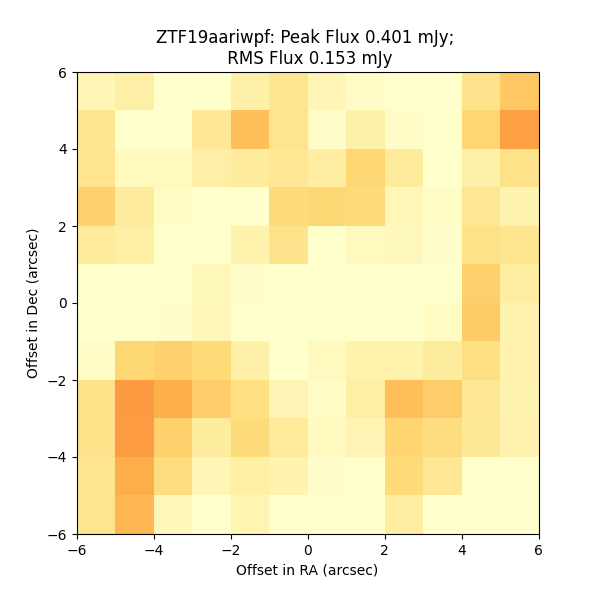 ZTF19aariwpf: Peak Flux 0.401 mJy;
RMS Flux 0.153 mJy
6
4
2
0
−2
−4
−6
Offset in Dec (arcsec)
−6 −4 −2 0 2 4 6
Offset in RA (arcsec)